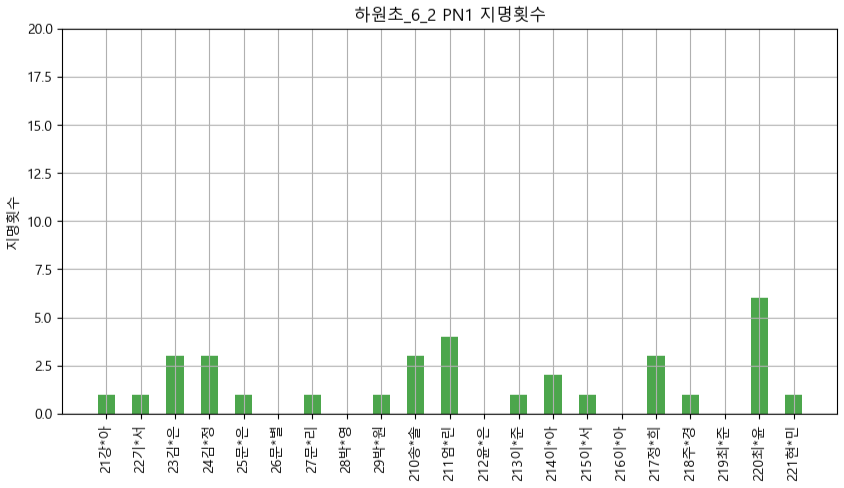 하원초_6_2 PN1 지명횟수
지명횟수
20.0
17.5
15.0
12.5
10.0
7.5
5.0
2.5
0.0
21강*아
22기*서
23김*은
24김*정
25문*은
26문*별
27문*리
28박*영
29박*원
210송*솔
211엄*린
212윤*은
213이*준
214이*아
215이*서
216이*아
217정*희
218주*경
219최*준
220최*윤
221현*민